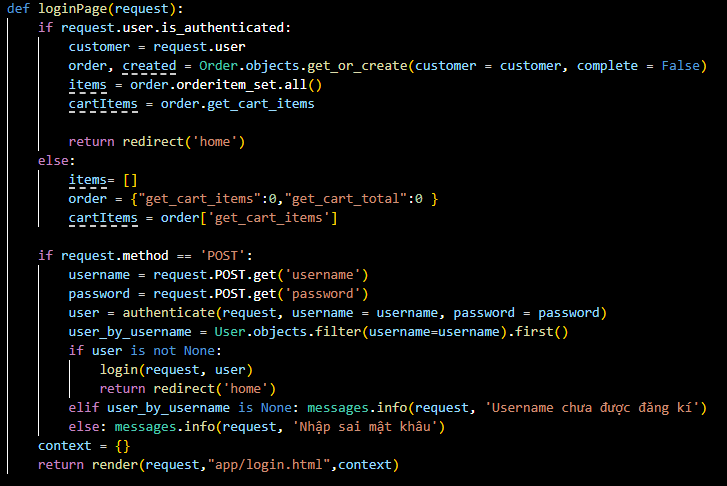 def loginPage(request):
    if request.user.is_authenticated:
        customer = request.user
        order, created = Order.objects.get_or_create(customer = customer, complete = False)
        items = order.orderitem_set.all()
        cartItems = order.get_cart_items

        return redirect('home')
    else:
        items= []
        order = {"get_cart_items":0,"get_cart_total":0 }
        cartItems = order['get_cart_items']

    if request.method == 'POST':
        username = request.POST.get('username')
        password = request.POST.get('password')
        user = authenticate(request, username = username, password = password)
        user_by_username = User.objects.filter(username=username).first()
        if user is not None:
            login(request, user)
            return redirect('home')
        elif user_by_username is None: messages.info(request, 'Username chưa được đăng kí')
        else: messages.info(request, 'Nhập sai mật khẩu')
    context = {}
    return render(request,"app/login.html",context)